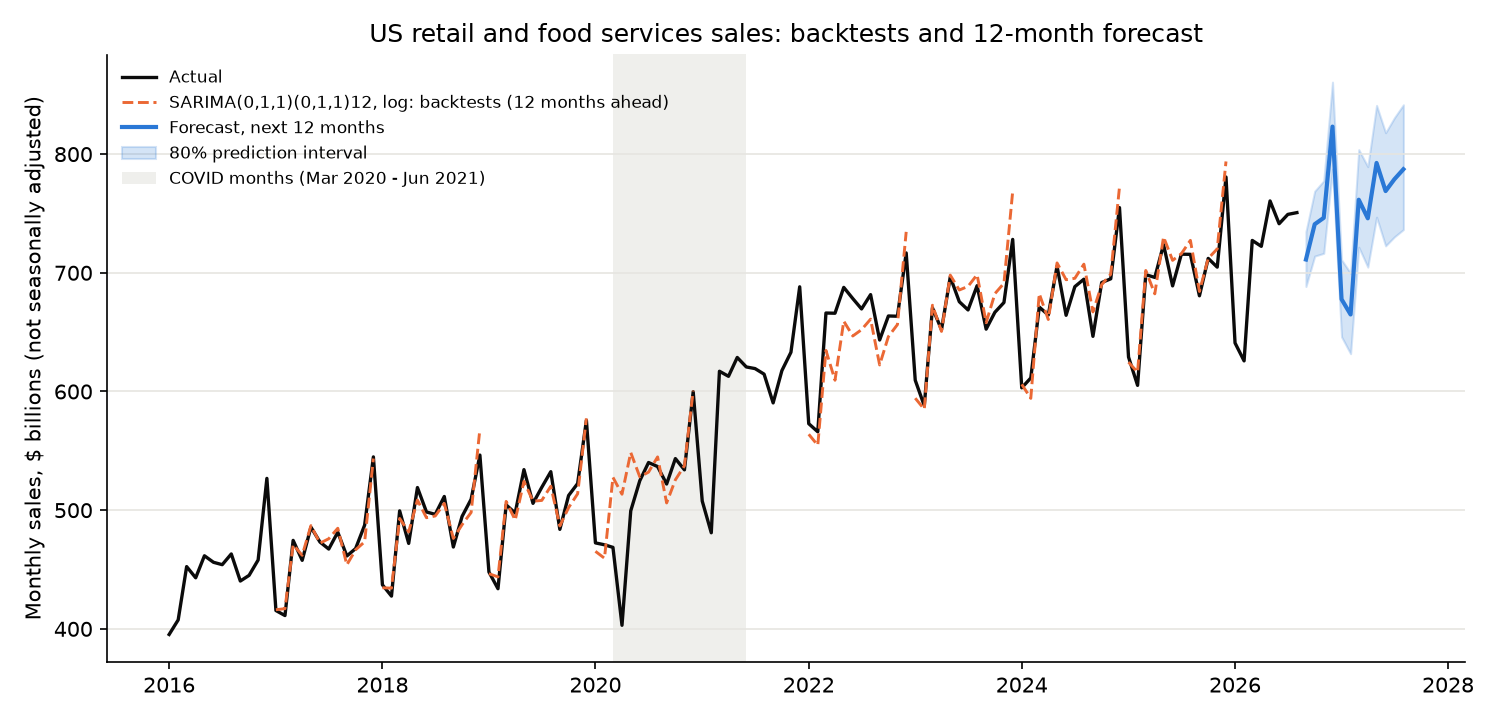 US retail and food services sales: backtests and 12-month forecast
Actual
SARIMA(0,1,1)(0,1,1)12, log: backtests (12 months ahead)
Forecast, next 12 months
80% prediction interval
COVID months (Mar 2020 - Jun 2021)
Monthly sales, $ billions (not seasonally adjusted)
800
700
600
500
400
2016
2018
2020
2022
2024
2026
2028